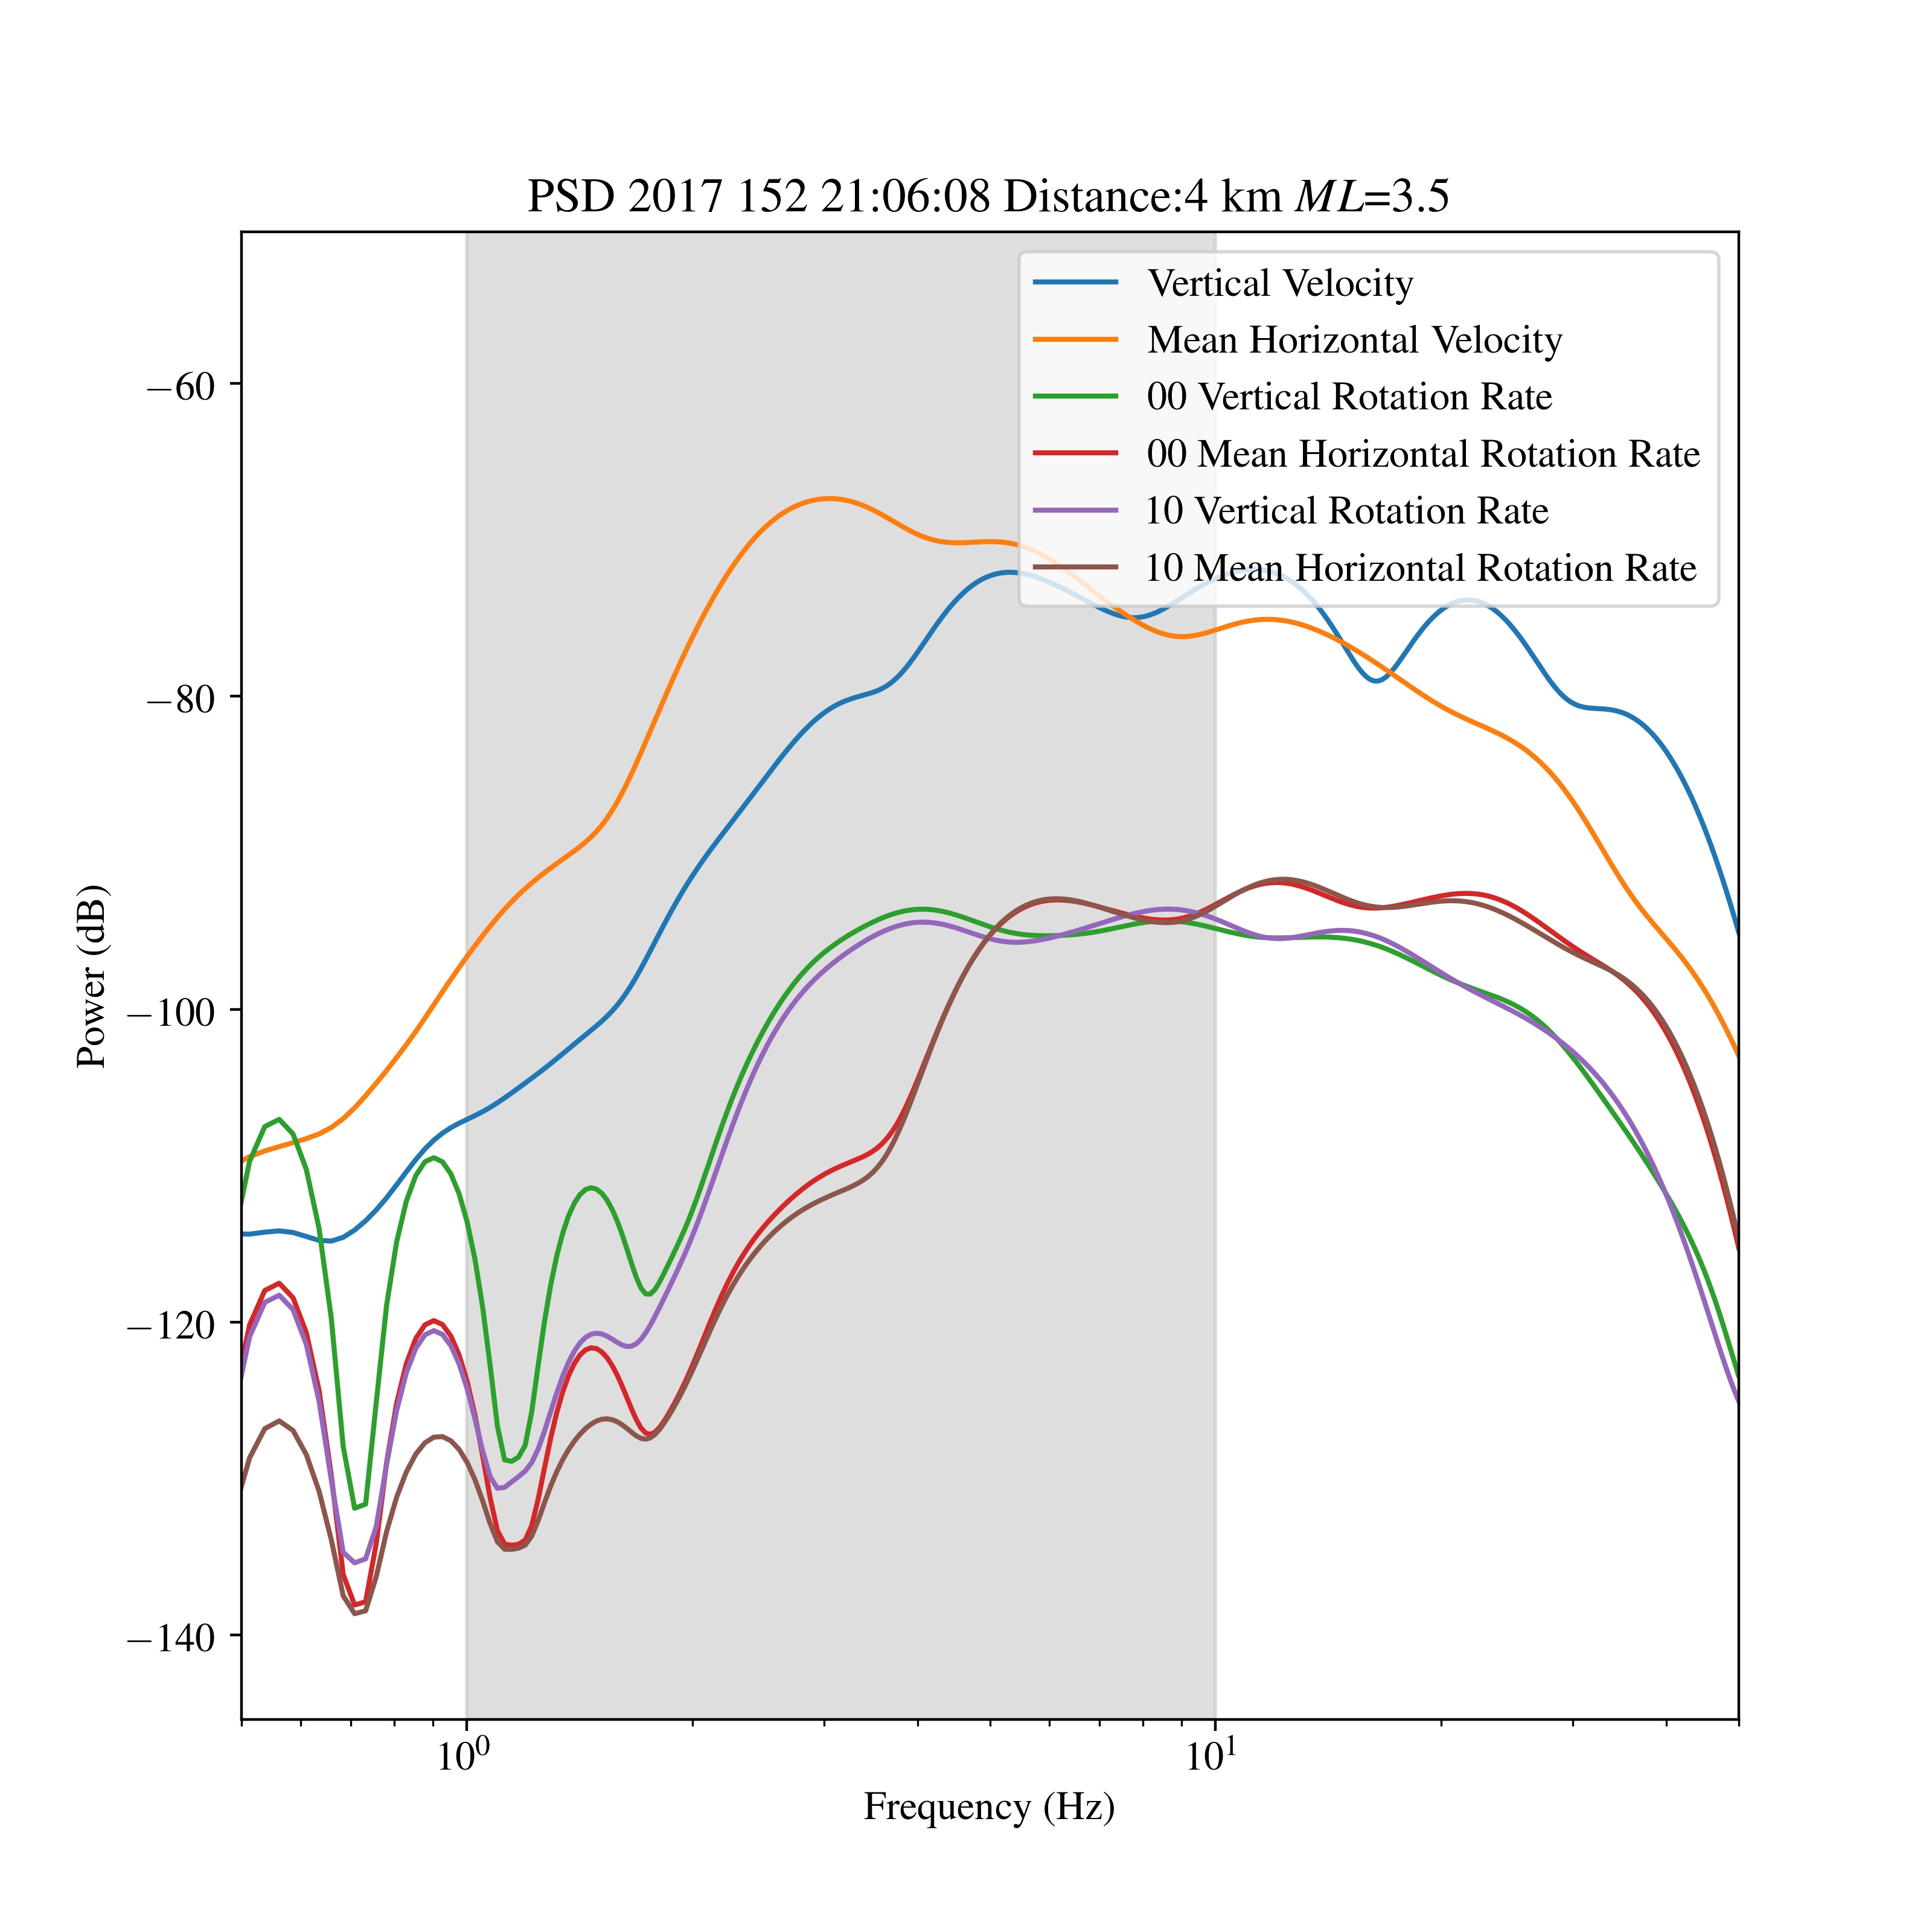 PSD 2017 152 21:06:08 Distance:4 km ML=3.5
Vertical Velocity
Mean Horizontal Velocity
00 Vertical Rotation Rate
00 Mean Horizontal Rotation Rate
10 Vertical Rotation Rate
10 Mean Horizontal Rotation Rate
−60
−80
−100
−120
−140
Power (dB)
10⁰ 10¹
Frequency (Hz)